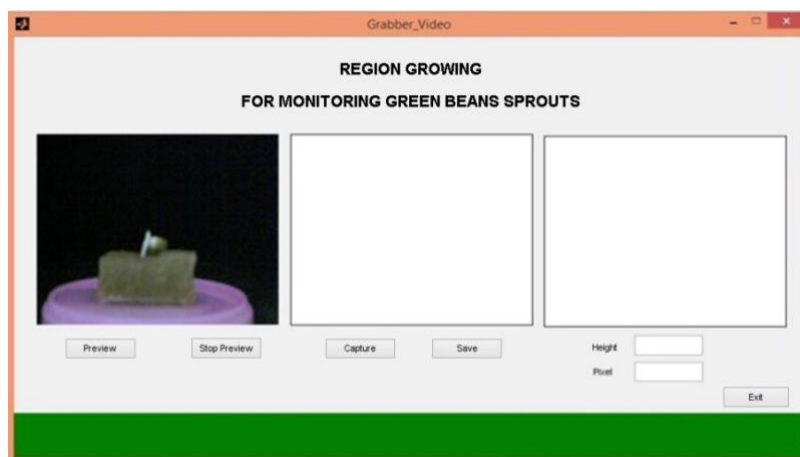 Grabber_Video
REGION GROWING
FOR MONITORING GREEN BEANS SPROUTS
Preview
Stop Preview
Capture
Save
Height
Pixel
Exit